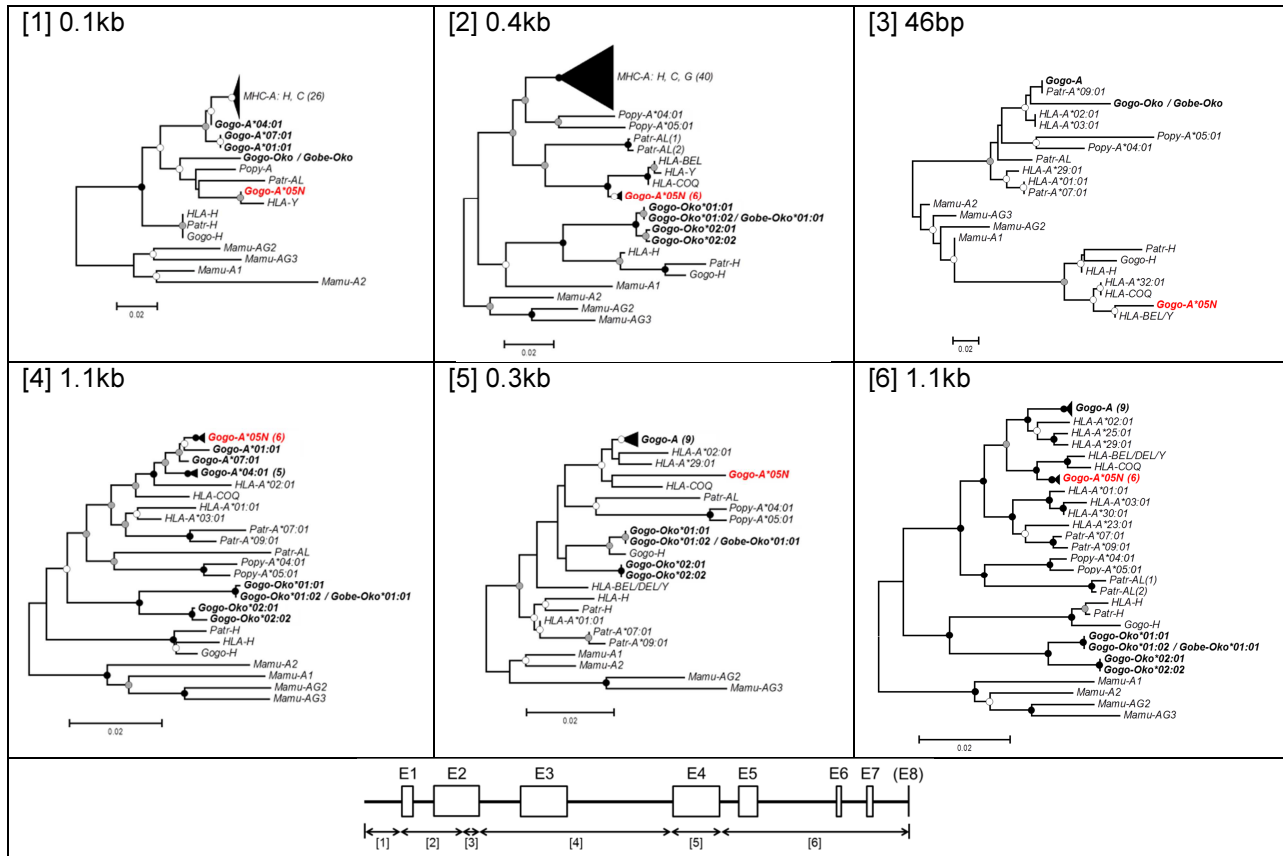 [1] 0.1kb
MHC-A: H, C (26)
Gogo-A*04:01
Gogo-A*07:01
Gogo-A*01:01
Gogo-Oko / Gobe-Oko
Popy-A
Patr-AL
Gogo-A*05N
HLA-Y
HLA-H
Patr-H
Gogo-H
Mamu-AG2
Mamu-AG3
Mamu-A1
Mamu-A2
0.02
[2] 0.4kb
MHC-A: H, C, G (40)
Popy-A*04:01
Popy-A*05:01
Patr-AL(1)
Patr-AL(2)
HLA-BEL
HLA-Y
HLA-COQ
Gogo-A*05N (6)
Gogo-Oko*01:01
Gogo-Oko*01:02 / Gobe-Oko*01:01
Gogo-Oko*02:01
Gogo-Oko*02:02
HLA-H
Patr-H
Gogo-H
Mamu-A1
Mamu-A2
Mamu-AG2
Mamu-AG3
0.02
[3] 46bp
Gogo-A
Patr-A*09:01
Gogo-Oko / Gobe-Oko
HLA-A*02:01
HLA-A*03:01
Popy-A*05:01
Popy-A*04:01
Patr-AL
HLA-A*29:01
HLA-A*01:01
Patr-A*07:01
Mamu-A2
Mamu-AG3
Mamu-AG2
Mamu-A1
Patr-H
Gogo-H
HLA-H
HLA-A*32:01
HLA-COQ
Gogo-A*05N
HLA-BEL/Y
0.02
[4] 1.1kb
Gogo-A*05N (6)
Gogo-A*01:01
Gogo-A*07:01
Gogo-A*04:01 (5)
HLA-A*02:01
HLA-COQ
HLA-A*01:01
HLA-A*03:01
Patr-A*07:01
Patr-A*09:01
Patr-AL
Popy-A*04:01
Popy-A*05:01
Gogo-Oko*01:01
Gogo-Oko*01:02 / Gobe-Oko*01:01
Gogo-Oko*02:01
Gogo-Oko*02:02
Patr-H
HLA-H
Gogo-H
Mamu-A2
Mamu-A1
Mamu-AG2
Mamu-AG3
0.02
[5] 0.3kb
Gogo-A (9)
HLA-A*02:01
HLA-A*29:01
Gogo-A*05N
HLA-COQ
Patr-AL
Popy-A*04:01
Popy-A*05:01
Gogo-Oko*01:01
Gogo-Oko*01:02 / Gobe-Oko*01:01
Gogo-H
Gogo-Oko*02:01
Gogo-Oko*02:02
HLA-BEL/DEL/Y
HLA-H
Patr-H
HLA-A*01:01
Patr-A*07:01
Patr-A*09:01
Mamu-A1
Mamu-A2
Mamu-AG2
Mamu-AG3
0.02
[6] 1.1kb
Gogo-A (9)
HLA-A*02:01
HLA-A*25:01
HLA-A*29:01
HLA-BEL/DEL/Y
HLA-COQ
Gogo-A*05N (6)
HLA-A*01:01
HLA-A*03:01
HLA-A*30:01
HLA-A*23:01
Patr-A*07:01
Patr-A*09:01
Popy-A*04:01
Popy-A*05:01
Patr-AL(1)
Patr-AL(2)
HLA-H
Patr-H
Gogo-H
Gogo-Oko*01:01
Gogo-Oko*01:02 / Gobe-Oko*01:01
Gogo-Oko*02:01
Gogo-Oko*02:02
Mamu-A1
Mamu-A2
Mamu-AG2
Mamu-AG3
0.02
E1 E2 E3 E4 E5 E6 E7 (E8)
[1] [2] [3] [4] [5] [6]